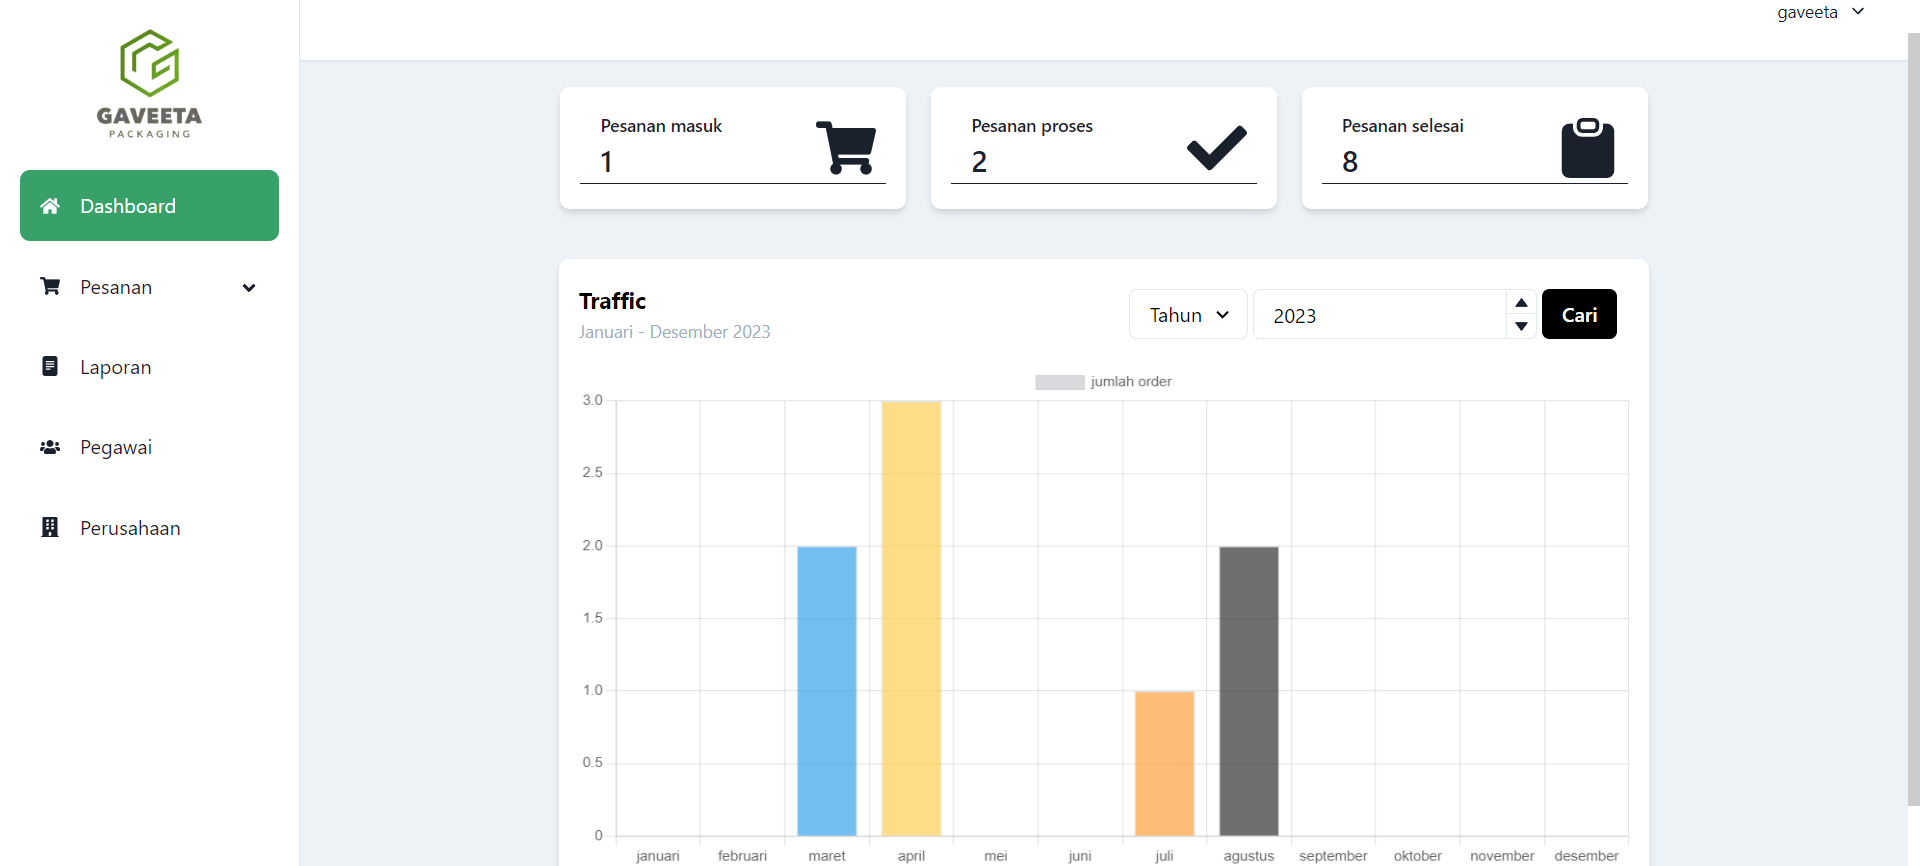 gaveeta
GAVEETA
PACKAGING
Dashboard
Pesanan
Laporan
Pegawai
Perusahaan
Pesanan masuk
1
Pesanan proses
2
Pesanan selesai
8
Traffic
Januari - Desember 2023
Tahun
2023
Cari
jumlah order
3.0
2.5
2.0
1.5
1.0
0.5
0
januari februari maret april mei juni juli agustus september oktober november desember